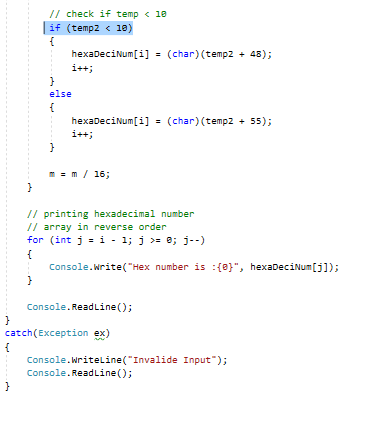 // check if temp < 10
if (temp2 < 10)
{
hexaDeciNum[i] = (char)(temp2 + 48);
i++;
}
else
{
hexaDeciNum[i] = (char)(temp2 + 55);
i++;
}
m = m / 16;
}
// printing hexadecimal number
// array in reverse order
for (int j = i - 1; j >= 0; j--)
{
Console.Write("Hex number is :{0}", hexaDeciNum[j]);
}
Console.ReadLine();
}
catch(Exception ex)
{
Console.WriteLine("Invalide Input");
Console.ReadLine();
}